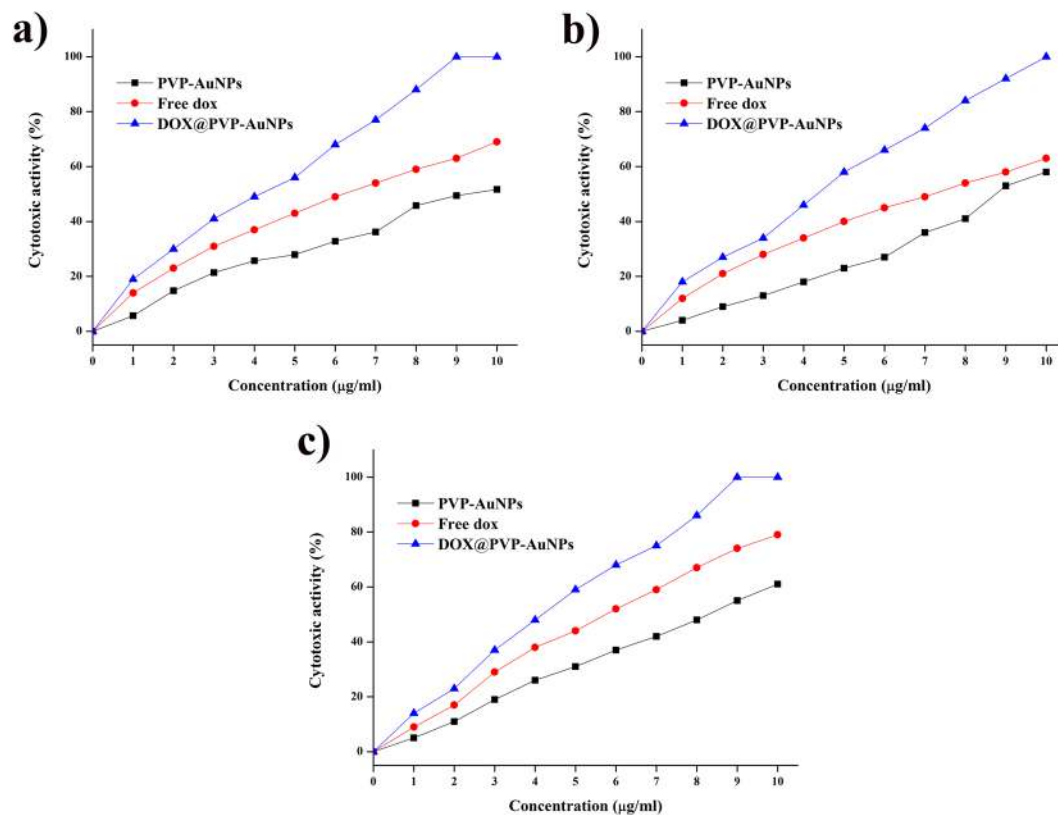 a)
PVP-AuNPs
Free dox
DOX@PVP-AuNPs
Cytotoxic activity (%)
100
80
60
40
20
0
0 1 2 3 4 5 6 7 8 9 10
Concentration (μg/ml)
b)
PVP-AuNPs
Free dox
DOX@PVP-AuNPs
Cytotoxic activity (%)
100
80
60
40
20
0
0 1 2 3 4 5 6 7 8 9 10
Concentration (μg/ml)
c)
PVP-AuNPs
Free dox
DOX@PVP-AuNPs
Cytotoxic activity (%)
100
80
60
40
20
0
0 1 2 3 4 5 6 7 8 9 10
Concentration (μg/ml)